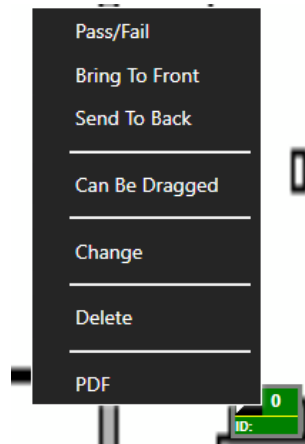 Pass/Fail
Bring To Front
Send To Back
Can Be Dragged
Change
Delete
PDF
0
ID: